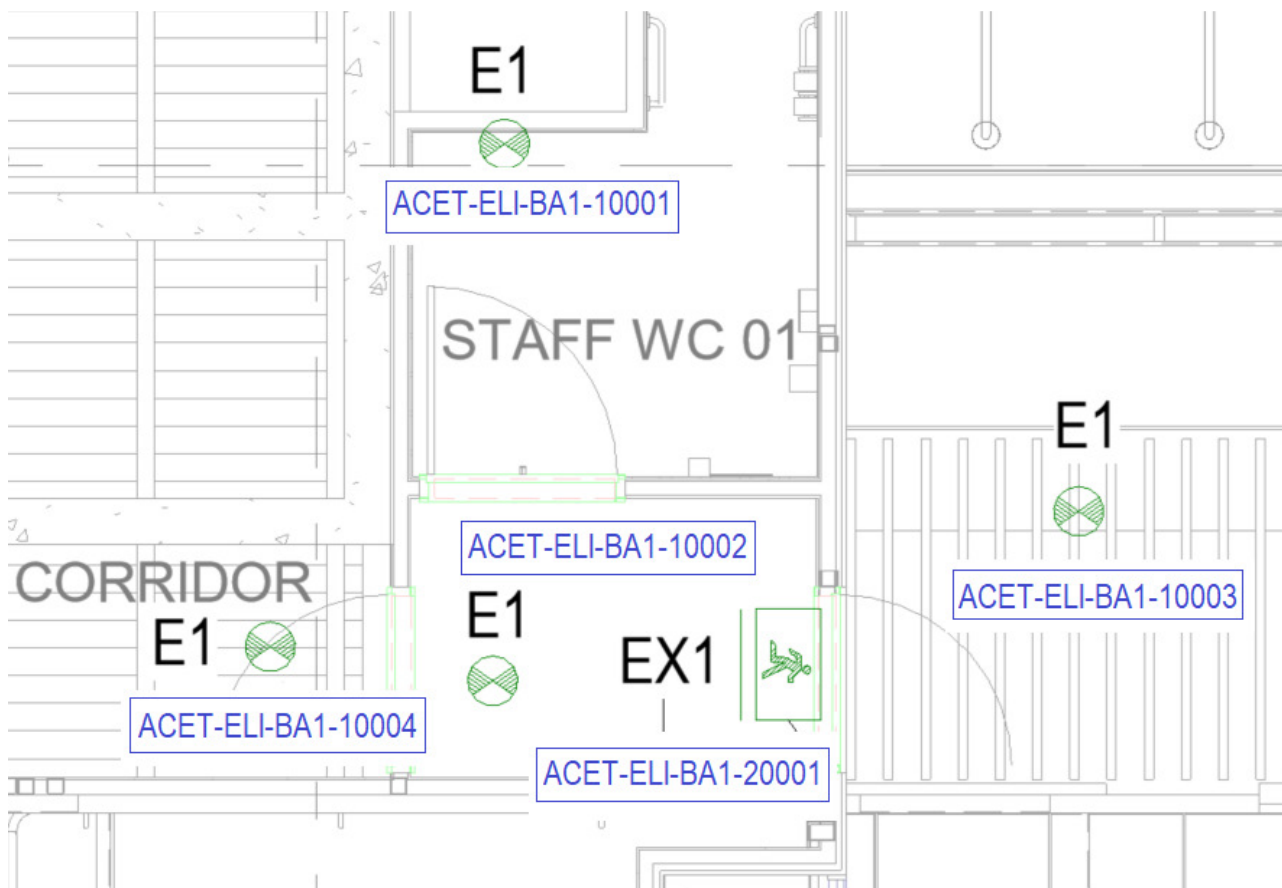 E1
ACET-ELI-BA1-10001
STAFF WC 01
E1
ACET-ELI-BA1-10002
ACET-ELI-BA1-10003
CORRIDOR
E1
E1
EX1
ACET-ELI-BA1-10004
ACET-ELI-BA1-20001